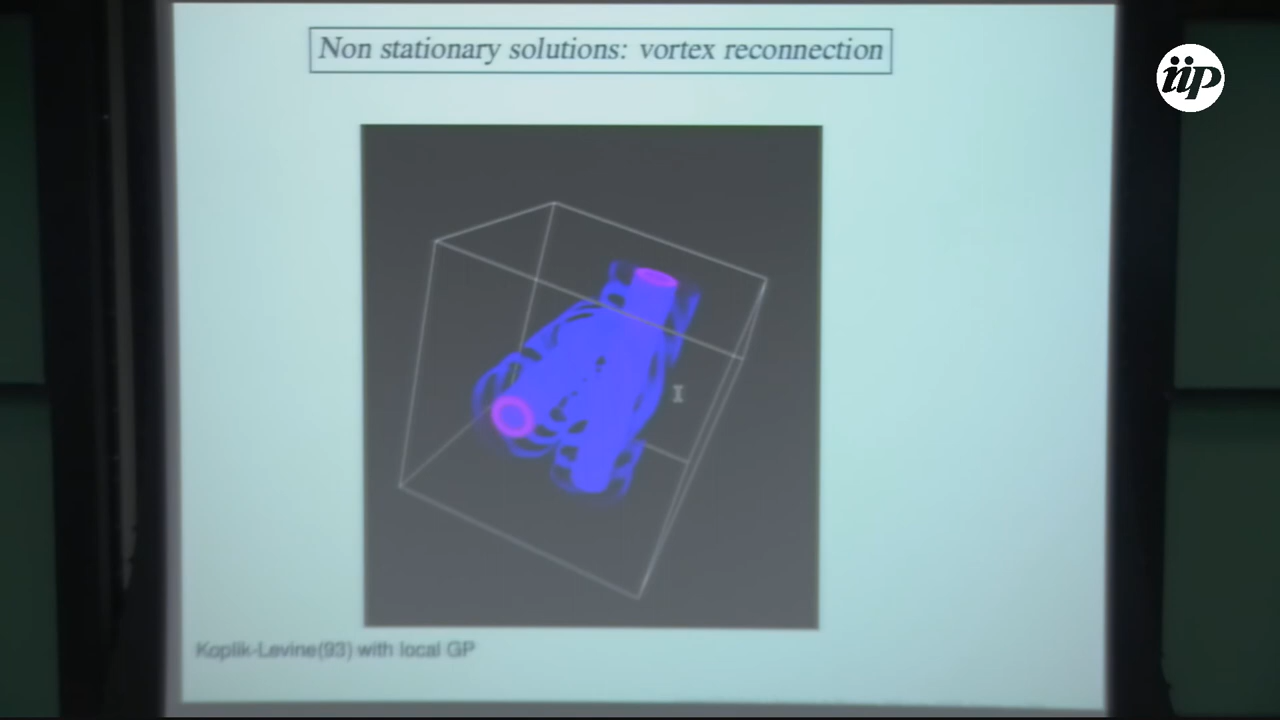 Non stationary solutions: vortex reconnection
iip
Koplik-Levine(93) with local GP